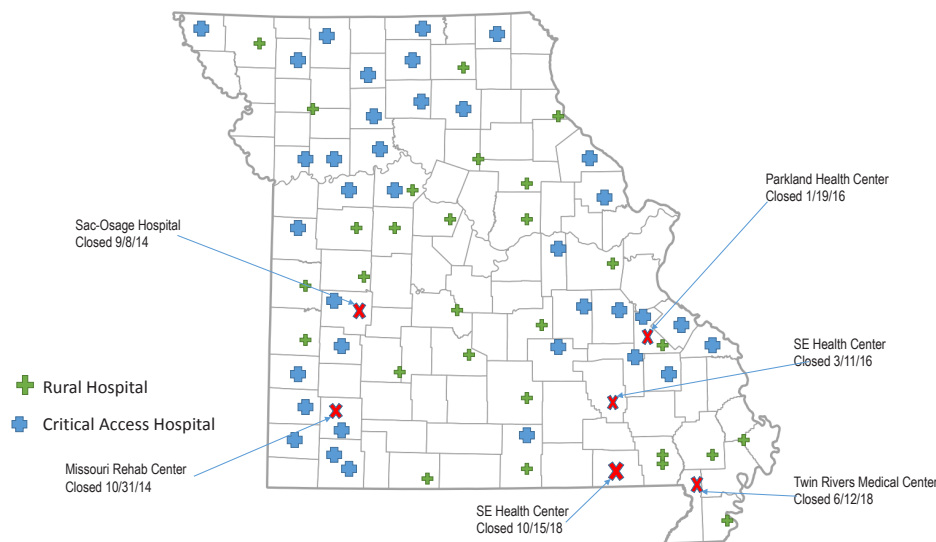 Parkland Health Center
Closed 1/19/16
Sac-Osage Hospital
Closed 9/8/14
SE Health Center
Closed 3/11/16
Rural Hospital
Critical Access Hospital
Missouri Rehab Center
Closed 10/31/14
Twin Rivers Medical Center
Closed 6/12/18
SE Health Center
Closed 10/15/18